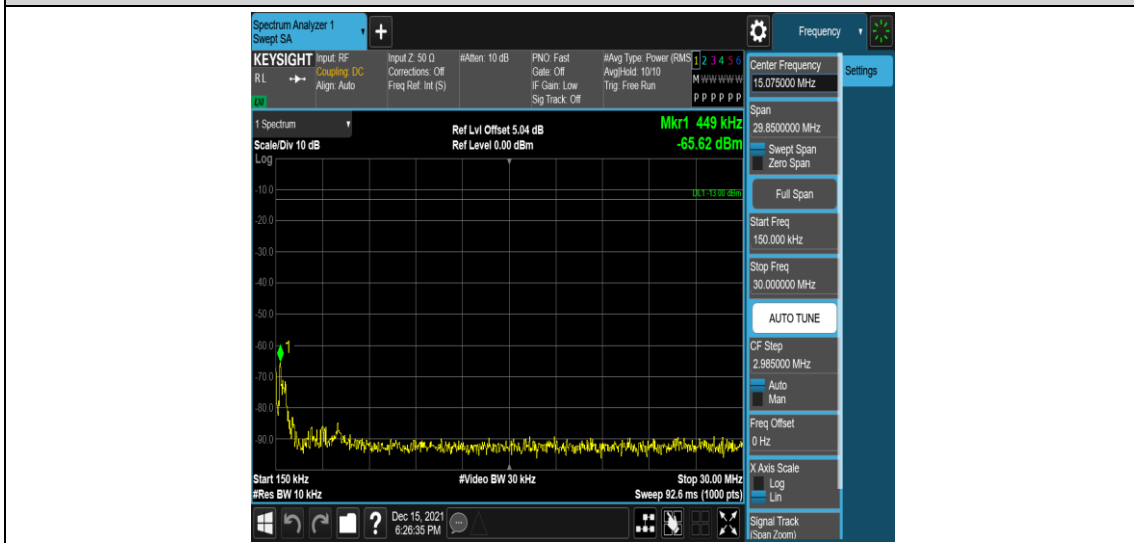 Spectrum Analyzer 1
Swept SA
+
Frequency
KEYSIGHT
RL
LXI
Input: RF
Coupling: DC
Align: Auto
Input Z: 50 Ω
Corrections: Off
Freq Ref: Int (S)
#Atten: 10 dB
PNO: Fast
Gate: Off
IF Gain: Low
Sig Track: Off
#Avg Type: Power (RMS
Avg|Hold: 10/10
Trig: Free Run
1 2 3 4 5 6
M W W W W W
P P P P P P
1 Spectrum
Scale/Div 10 dB
Log
Ref Lvl Offset 5.04 dB
Ref Level 0.00 dBm
Mkr1 449 kHz
-65.62 dBm
DL1 -13.00 dBm
-10.0
-20.0
-30.0
-40.0
-50.0
-60.0
1
-70.0
-80.0
-90.0
Start 150 kHz
#Res BW 10 kHz
#Video BW 30 kHz
Stop 30.00 MHz
Sweep 92.6 ms (1000 pts)
Center Frequency
15.075000 MHz
Settings
Span
29.8500000 MHz
Swept Span
Zero Span
Full Span
Start Freq
150.000 kHz
Stop Freq
30.000000 MHz
AUTO TUNE
CF Step
2.985000 MHz
Auto
Man
Freq Offset
0 Hz
X Axis Scale
Log
Lin
Signal Track
(Span Zoom)
?
Dec 15, 2021
6:26:35 PM